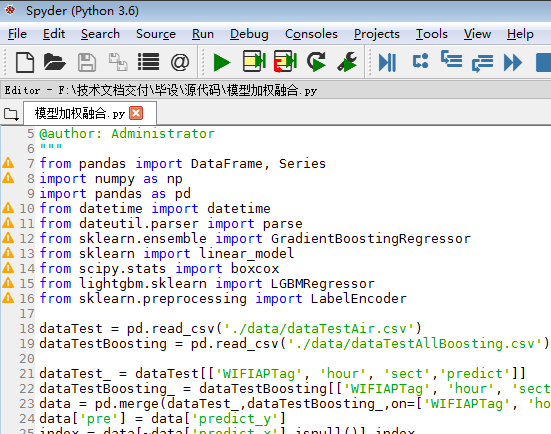 Spyder (Python 3.6)
File Edit Search Source Run Debug Consoles Projects Tools View Help
Editor - F:\技术文档交付\毕设\源代码\模型加权融合.py
模型加权融合.py
5 @author: Administrator
6 """
7 from pandas import DataFrame, Series
8 import numpy as np
9 import pandas as pd
10 from datetime import datetime
11 from dateutil.parser import parse
12 from sklearn.ensemble import GradientBoostingRegressor
13 from sklearn import linear_model
14 from scipy.stats import boxcox
15 from lightgbm.sklearn import LGBMRegressor
16 from sklearn.preprocessing import LabelEncoder
17
18 dataTest = pd.read_csv('./data/dataTestAir.csv')
19 dataTestBoosting = pd.read_csv('./data/dataTestAllBoosting.csv')
20
21 dataTest_ = dataTest[['WIFIAPTag', 'hour', 'sect','predict']]
22 dataTestBoosting_ = dataTestBoosting[['WIFIAPTag', 'hour', 'sect
23 data = pd.merge(dataTest_,dataTestBoosting_,on=['WIFIAPTag', 'ho
24 data['pre'] = data['predict_y']
25 index = data[~data['predict_x'].isnull()].index